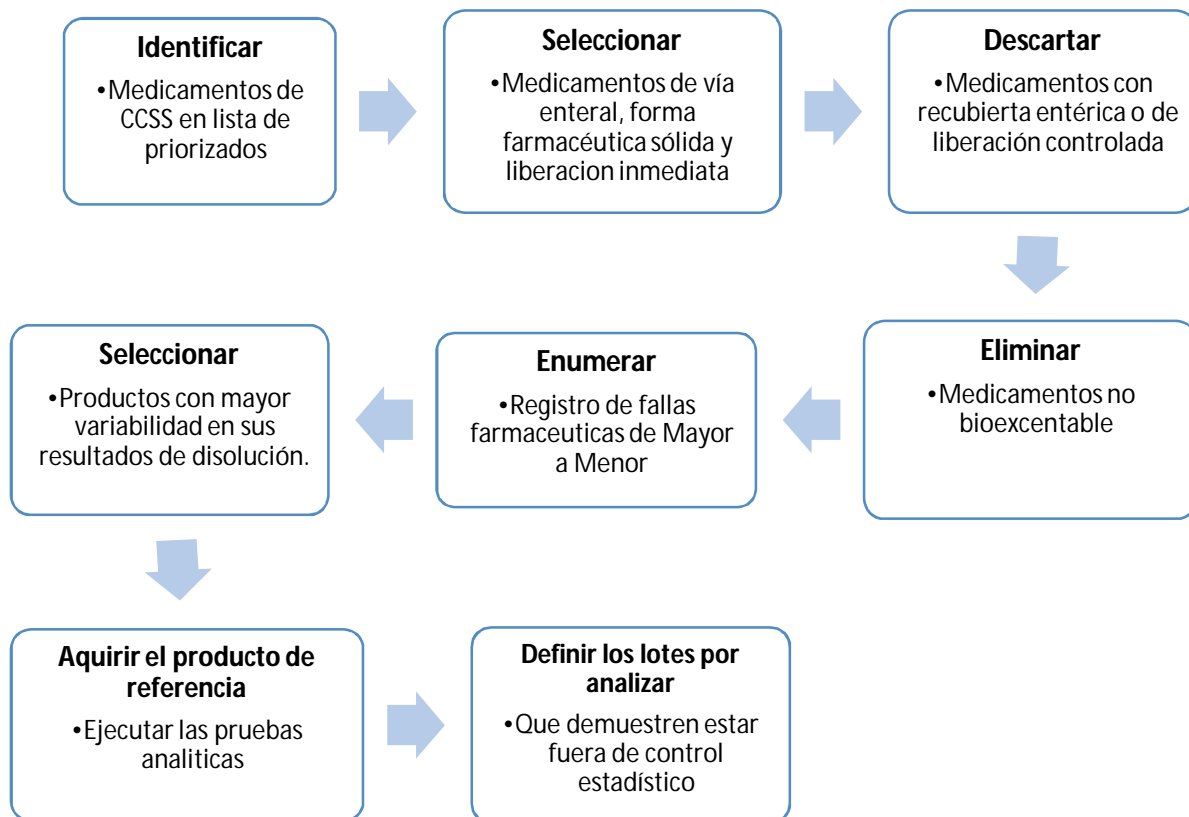 Identificar
•Medicamentos de
CCSS en lista de
priorizados
Seleccionar
•Medicamentos de vía
enteral, forma
farmacéutica sólida y
liberacion inmediata
Descartar
•Medicamentos con
recubierta entérica o de
liberación controlada
Eliminar
•Medicamentos no
bioexcentable
Enumerar
•Registro de fallas
farmaceuticas de Mayor
a Menor
Seleccionar
•Productos con mayor
variabilidad en sus
resultados de disolución.
Aquirir el producto de
referencia
•Ejecutar las pruebas
analiticas
Definir los lotes por
analizar
•Que demuestren estar
fuera de control
estadístico